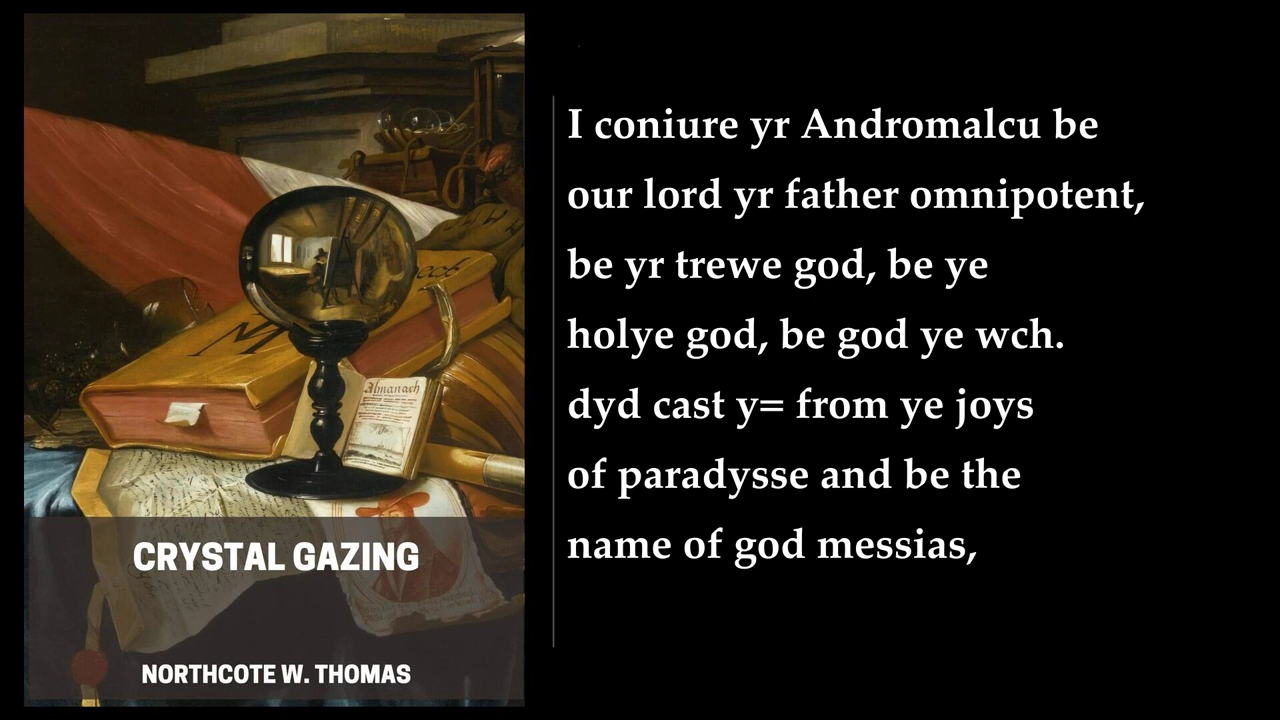 Almanach
M
CRYSTAL GAZING
NORTHCOTE W. THOMAS
I coniure yr Andromalcu be
our lord yr father omnipotent,
be yr trewe god, be ye
holye god, be god ye wch.
dyd cast y= from ye joys
of paradysse and be the
name of god messias,